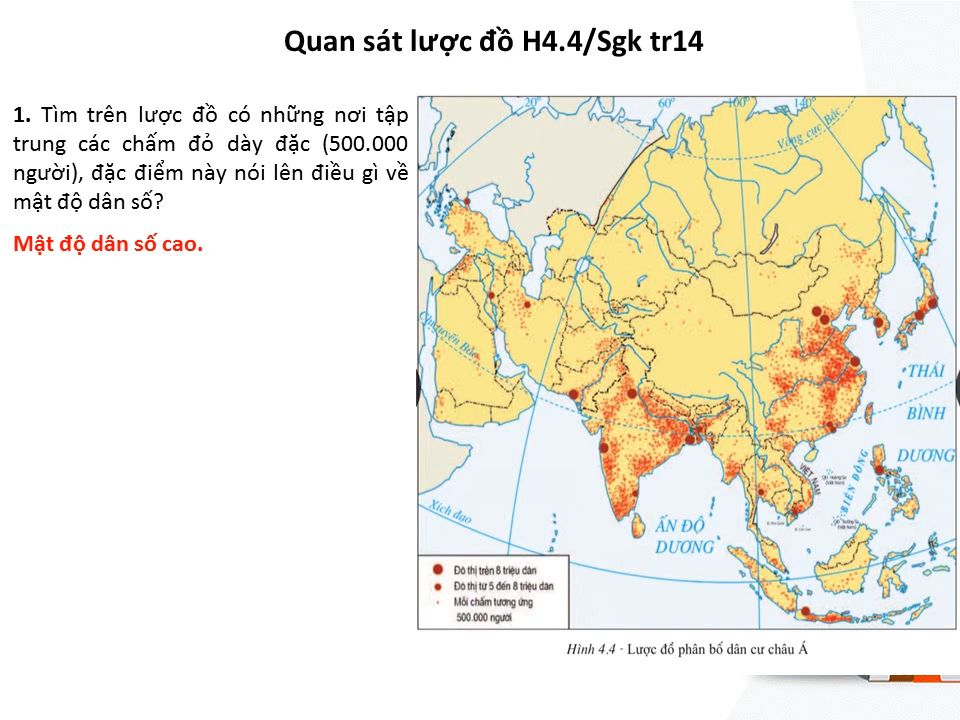 Quan sát lược đồ H4.4/Sgk tr14
1. Tìm trên lược đồ có những nơi tập
trung các chấm đỏ dày đặc (500.000
người), đặc điểm này nói lên điều gì về
mật độ dân số?
Mật độ dân số cao.
20°
60°
100°
140°
Vòng cực Bắc
Chí tuyến Bắc
THÁI
BÌNH
DƯƠNG
VIỆT NAM
BIỂN ĐÔNG
Xích đạo
ẤN ĐỘ
DƯƠNG
Đô thị trên 8 triệu dân
Đô thị từ 5 đến 8 triệu dân
Mỗi chấm tương ứng
500.000 người
Hình 4.4 - Lược đồ phân bố dân cư châu Á